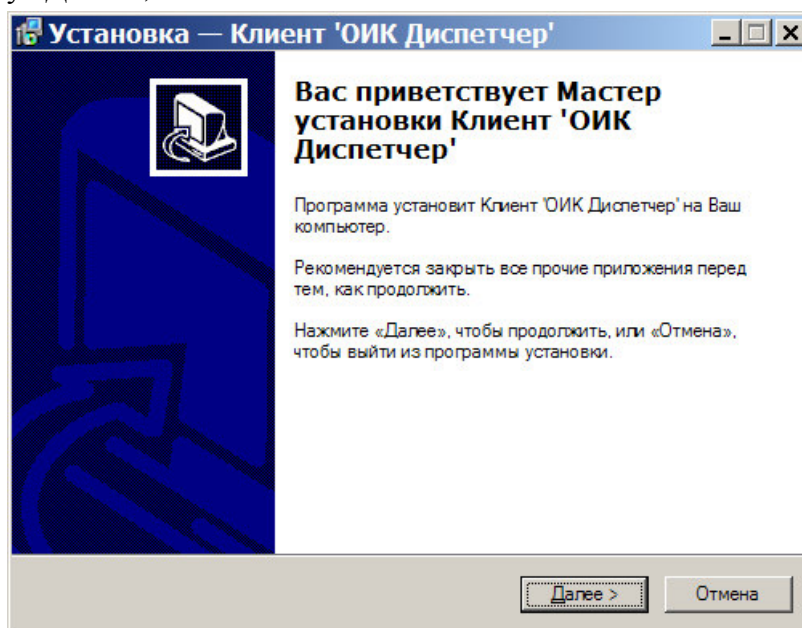 Установка — Клиент 'ОИК Диспетчер'
Вас приветствует Мастер
установки Клиент 'ОИК
Диспетчер'
Программа установит Клиент 'ОИК Диспетчер' на Ваш
компьютер.
Рекомендуется закрыть все прочие приложения перед
тем, как продолжить.
Нажмите «Далее», чтобы продолжить, или «Отмена»,
чтобы выйти из программы установки.
Далее >
Отмена